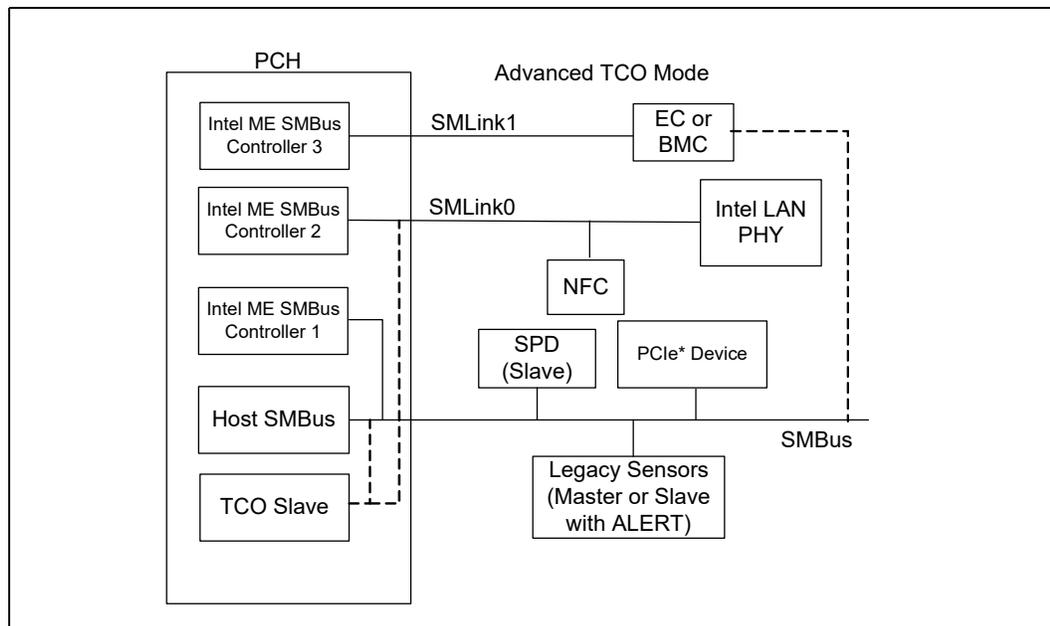 PCH
Advanced TCO Mode
Intel ME SMBus
Controller 3
SMLink1
EC or
BMC
Intel ME SMBus
Controller 2
SMLink0
Intel LAN
PHY
NFC
Intel ME SMBus
Controller 1
SPD
(Slave)
PCIe* Device
Host SMBus
SMBus
TCO Slave
Legacy Sensors
(Master or Slave
with ALERT)